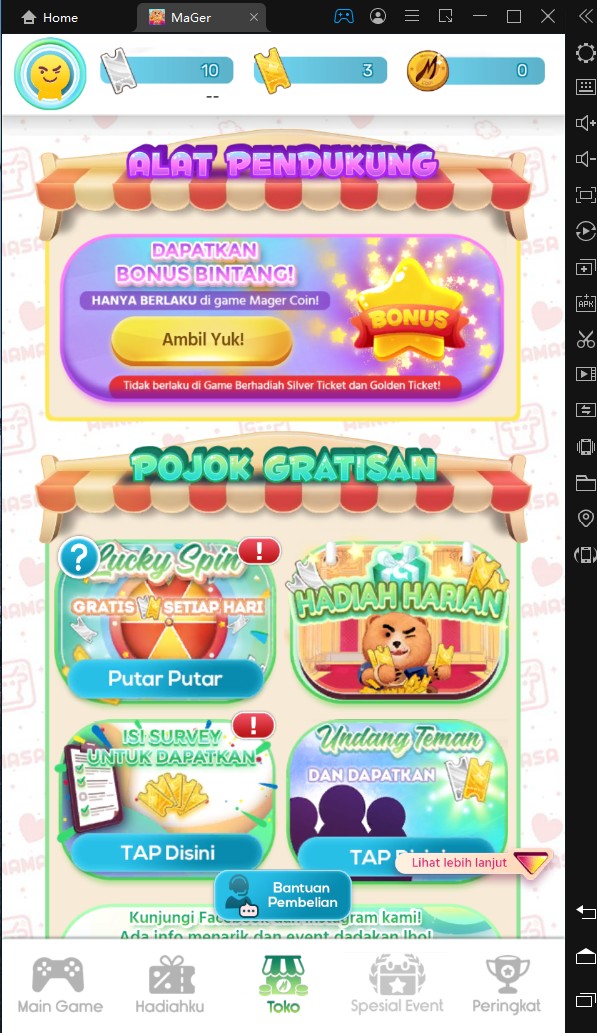 Home
MaGer
10
3
0
--
ALAT PENDUKUNG
DAPATKAN
BONUS BINTANG!
HANYA BERLAKU di game Mager Coin!
Ambil Yuk!
BONUS
Tidak berlaku di Game Berhadiah Silver Ticket dan Golden Ticket!
POJOK GRATISAN
Lucky Spin
GRATIS SETIAP HARI
Putar Putar
HADIAH HARIAN
ISI SURVEY
UNTUK DAPATKAN
TAP Disini
Undang Teman
DAN DAPATKAN
TAP
Lihat lebih lanjut
Bantuan
Pembelian
Kunjungi Facebook dan Instagram kami!
Ada info menarik dan event dadakan lho!
Main Game
Hadiahku
Toko
Spesial Event
Peringkat
APK